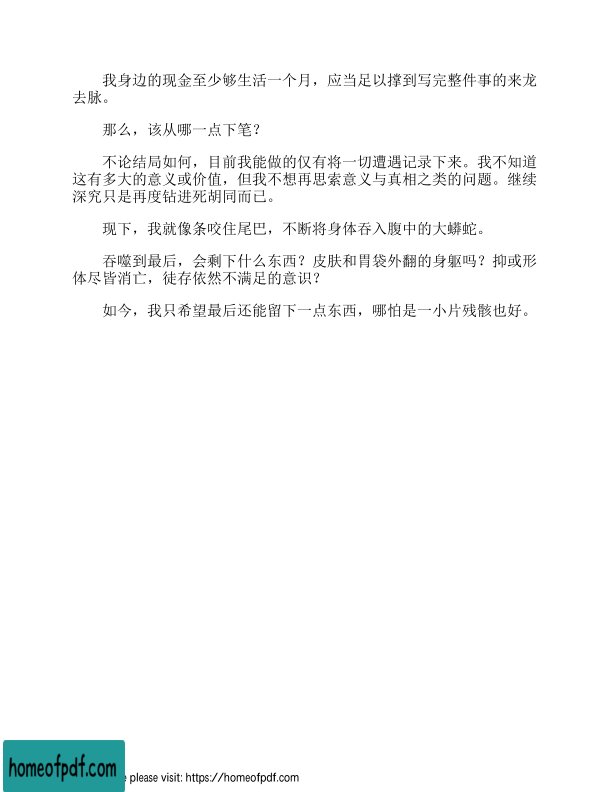 我身边的现金至少够生活一个月，应当足以撑到写完整件事的来龙
去脉。
那么，该从哪一点下笔？
不论结局如何，目前我能做的仅有将一切遭遇记录下来。我不知道
这有多大的意义或价值，但我不想再思索意义与真相之类的问题。继续
深究只是再度钻进死胡同而已。
现下，我就像条咬住尾巴，不断将身体吞入腹中的大蟒蛇。
吞噬到最后，会剩下什么东西？皮肤和胃袋外翻的身躯吗？抑或形
体尽皆消亡，徒存依然不满足的意识？
如今，我只希望最后还能留下一点东西，哪怕是一小片残骸也好。
homeofpdf.com
e please visit: https://homeofpdf.com